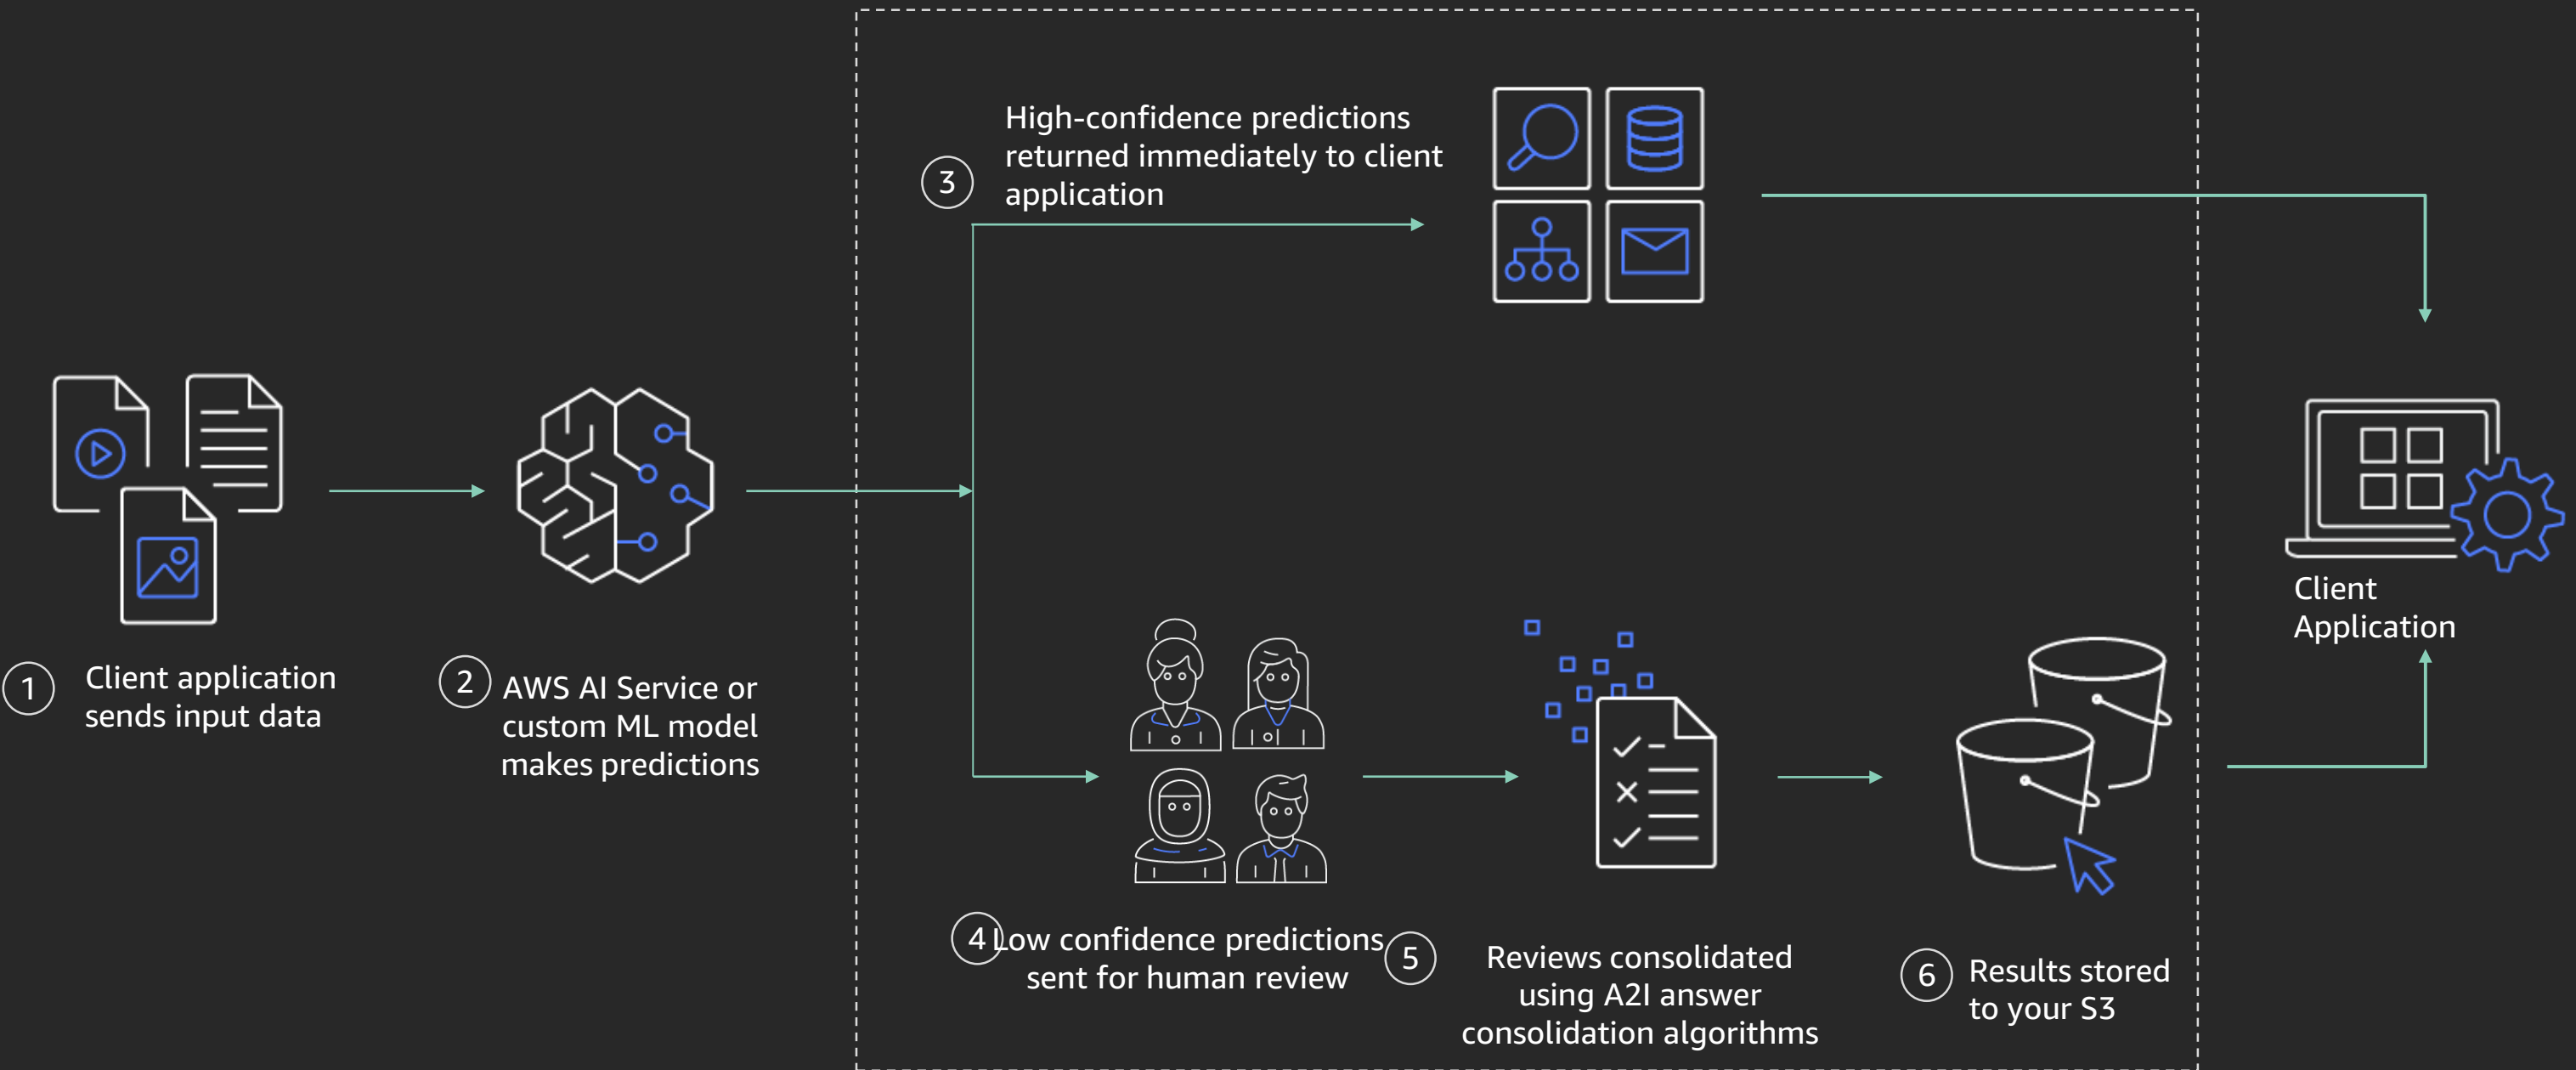 3
High-confidence predictions
returned immediately to client
application
1
Client application
sends input data
2
AWS AI Service or
custom ML model
makes predictions
4
Low confidence predictions
sent for human review
5
Reviews consolidated
using A2I answer
consolidation algorithms
6
Results stored
to your S3
Client
Application